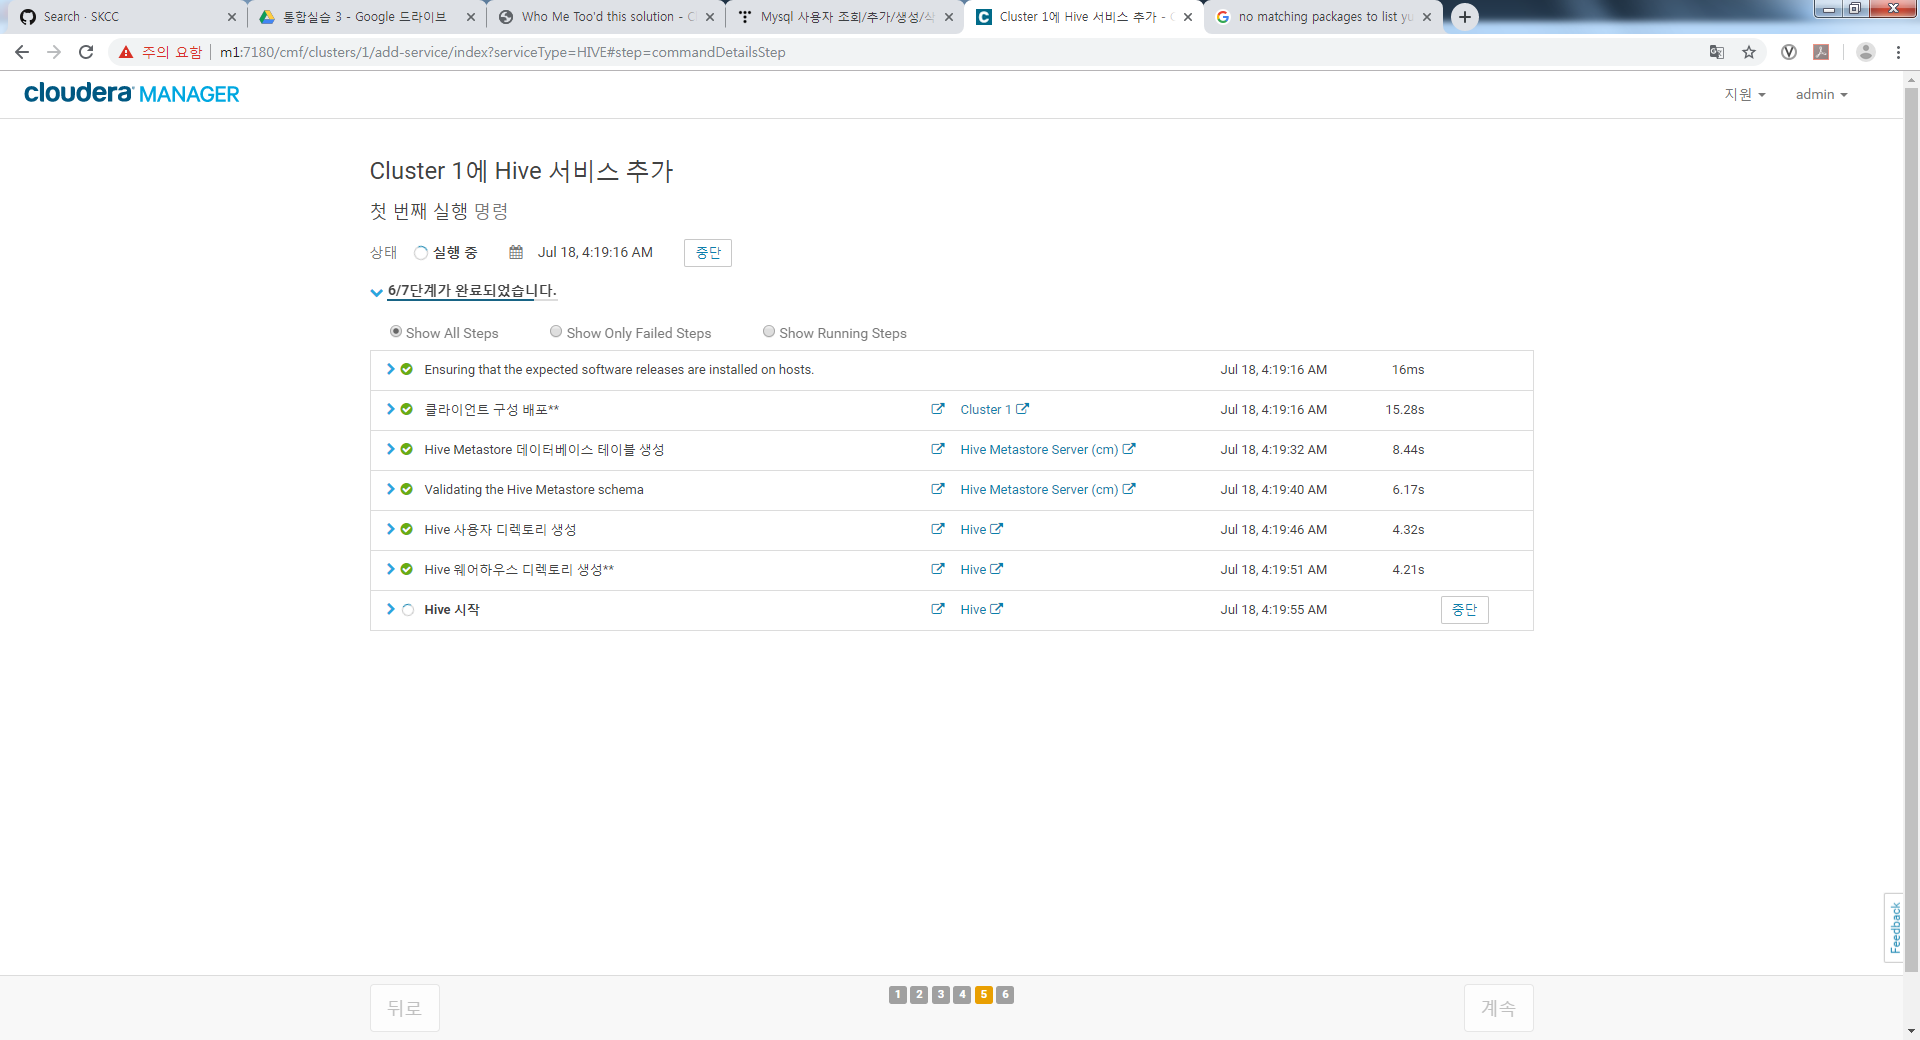 Search · SKCC
통합실습 3 - Google 드라이브
Who Me Too'd this solution - Cl
Mysql 사용자 조회/추가/생성/삭
Cluster 1에 Hive 서비스 추가 - C
no matching packages to list yu
주의 요함
m1:7180/cmf/clusters/1/add-service/index?serviceType=HIVE#step=commandDetailsStep
cloudera MANAGER
지원
admin
Cluster 1에 Hive 서비스 추가
첫 번째 실행 명령
상태 실행 중 Jul 18, 4:19:16 AM 중단
6/7단계가 완료되었습니다.
Show All Steps Show Only Failed Steps Show Running Steps
Ensuring that the expected software releases are installed on hosts. Jul 18, 4:19:16 AM 16ms
클라이언트 구성 배포** Cluster 1 Jul 18, 4:19:16 AM 15.28s
Hive Metastore 데이터베이스 테이블 생성 Hive Metastore Server (cm) Jul 18, 4:19:32 AM 8.44s
Validating the Hive Metastore schema Hive Metastore Server (cm) Jul 18, 4:19:40 AM 6.17s
Hive 사용자 디렉토리 생성 Hive Jul 18, 4:19:46 AM 4.32s
Hive 웨어하우스 디렉토리 생성** Hive Jul 18, 4:19:51 AM 4.21s
Hive 시작 Hive Jul 18, 4:19:55 AM 중단
Feedback
뒤로 1 2 3 4 5 6 계속